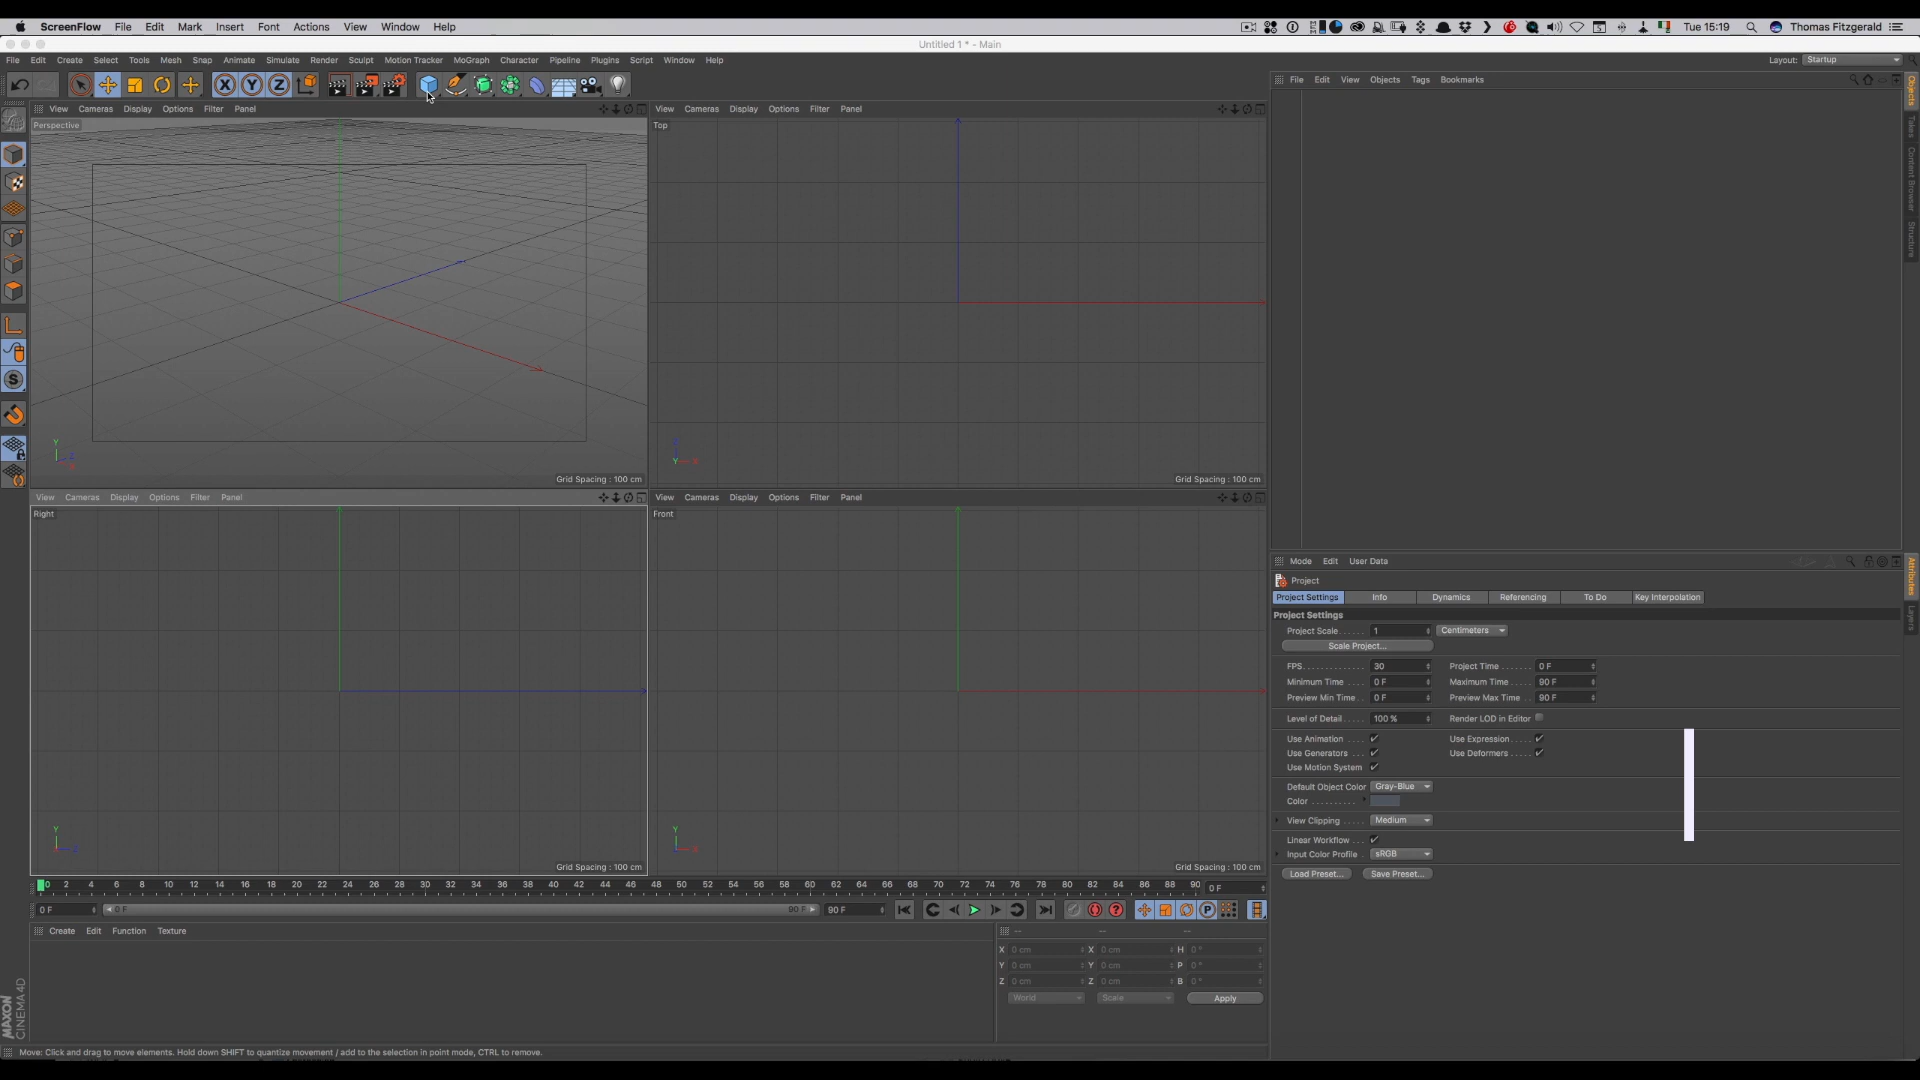 ScreenFlow File Edit Mark Insert Font Actions View Window Help Tue 15:19 Thomas Fitzgerald
Untitled 1 * - Main
File Edit Create Select Tools Mesh Snap Animate Simulate Render Sculpt Motion Tracker MoGraph Character Pipeline Plugins Script Window Help Layout: Startup
X Y Z
File Edit View Objects Tags Bookmarks
Objects
Takes
Content Browser
Structure
View Cameras Display Options Filter Panel
Perspective
Y
Z
X
Grid Spacing : 100 cm
View Cameras Display Options Filter Panel
Top
Z
Y X
Grid Spacing : 100 cm
View Cameras Display Options Filter Panel
Right
Y
Z
Grid Spacing : 100 cm
View Cameras Display Options Filter Panel
Front
Y
X
Grid Spacing : 100 cm
Mode Edit User Data
Attributes
Layers
Project
Project Settings Info Dynamics Referencing To Do Key Interpolation
Project Settings
Project Scale...... 1 Centimeters
Scale Project...
FPS............. 30 Project Time .... 0 F
Minimum Time .... 0 F Maximum Time .... 90 F
Preview Min Time . . 0 F Preview Max Time . 90 F
Level of Detail..... 100 % Render LOD in Editor
Use Animation .... Use Expression.....
Use Generators ... Use Deformers.....
Use Motion System
Default Object Color Gray-Blue
Color ..........
View Clipping ..... Medium
Linear Workflow ...
Input Color Profile . sRGB
Load Preset... Save Preset...
0 2 4 6 8 10 12 14 16 18 20 22 24 26 28 30 32 34 36 38 40 42 44 46 48 50 52 54 56 58 60 62 64 66 68 70 72 74 76 78 80 82 84 86 88 90 0 F
0 F 0 F 90 F 90 F
Create Edit Function Texture
-- -- --
X 0 cm X 0 cm H 0 °
Y 0 cm Y 0 cm P 0 °
Z 0 cm Z 0 cm B 0 °
World Scale Apply
MAXON
CINEMA 4D
Move: Click and drag to move elements. Hold down SHIFT to quantize movement / add to the selection in point mode, CTRL to remove.